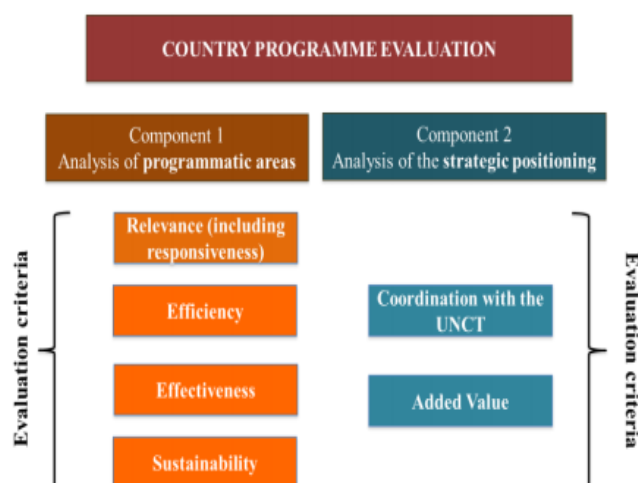 COUNTRY PROGRAMME EVALUATION
Component 1
Analysis of programmatic areas
Component 2
Analysis of the strategic positioning
Evaluation criteria
Relevance (including
responsiveness)
Efficiency
Effectiveness
Sustainability
Coordination with the
UNCT
Added Value
Evaluation criteria